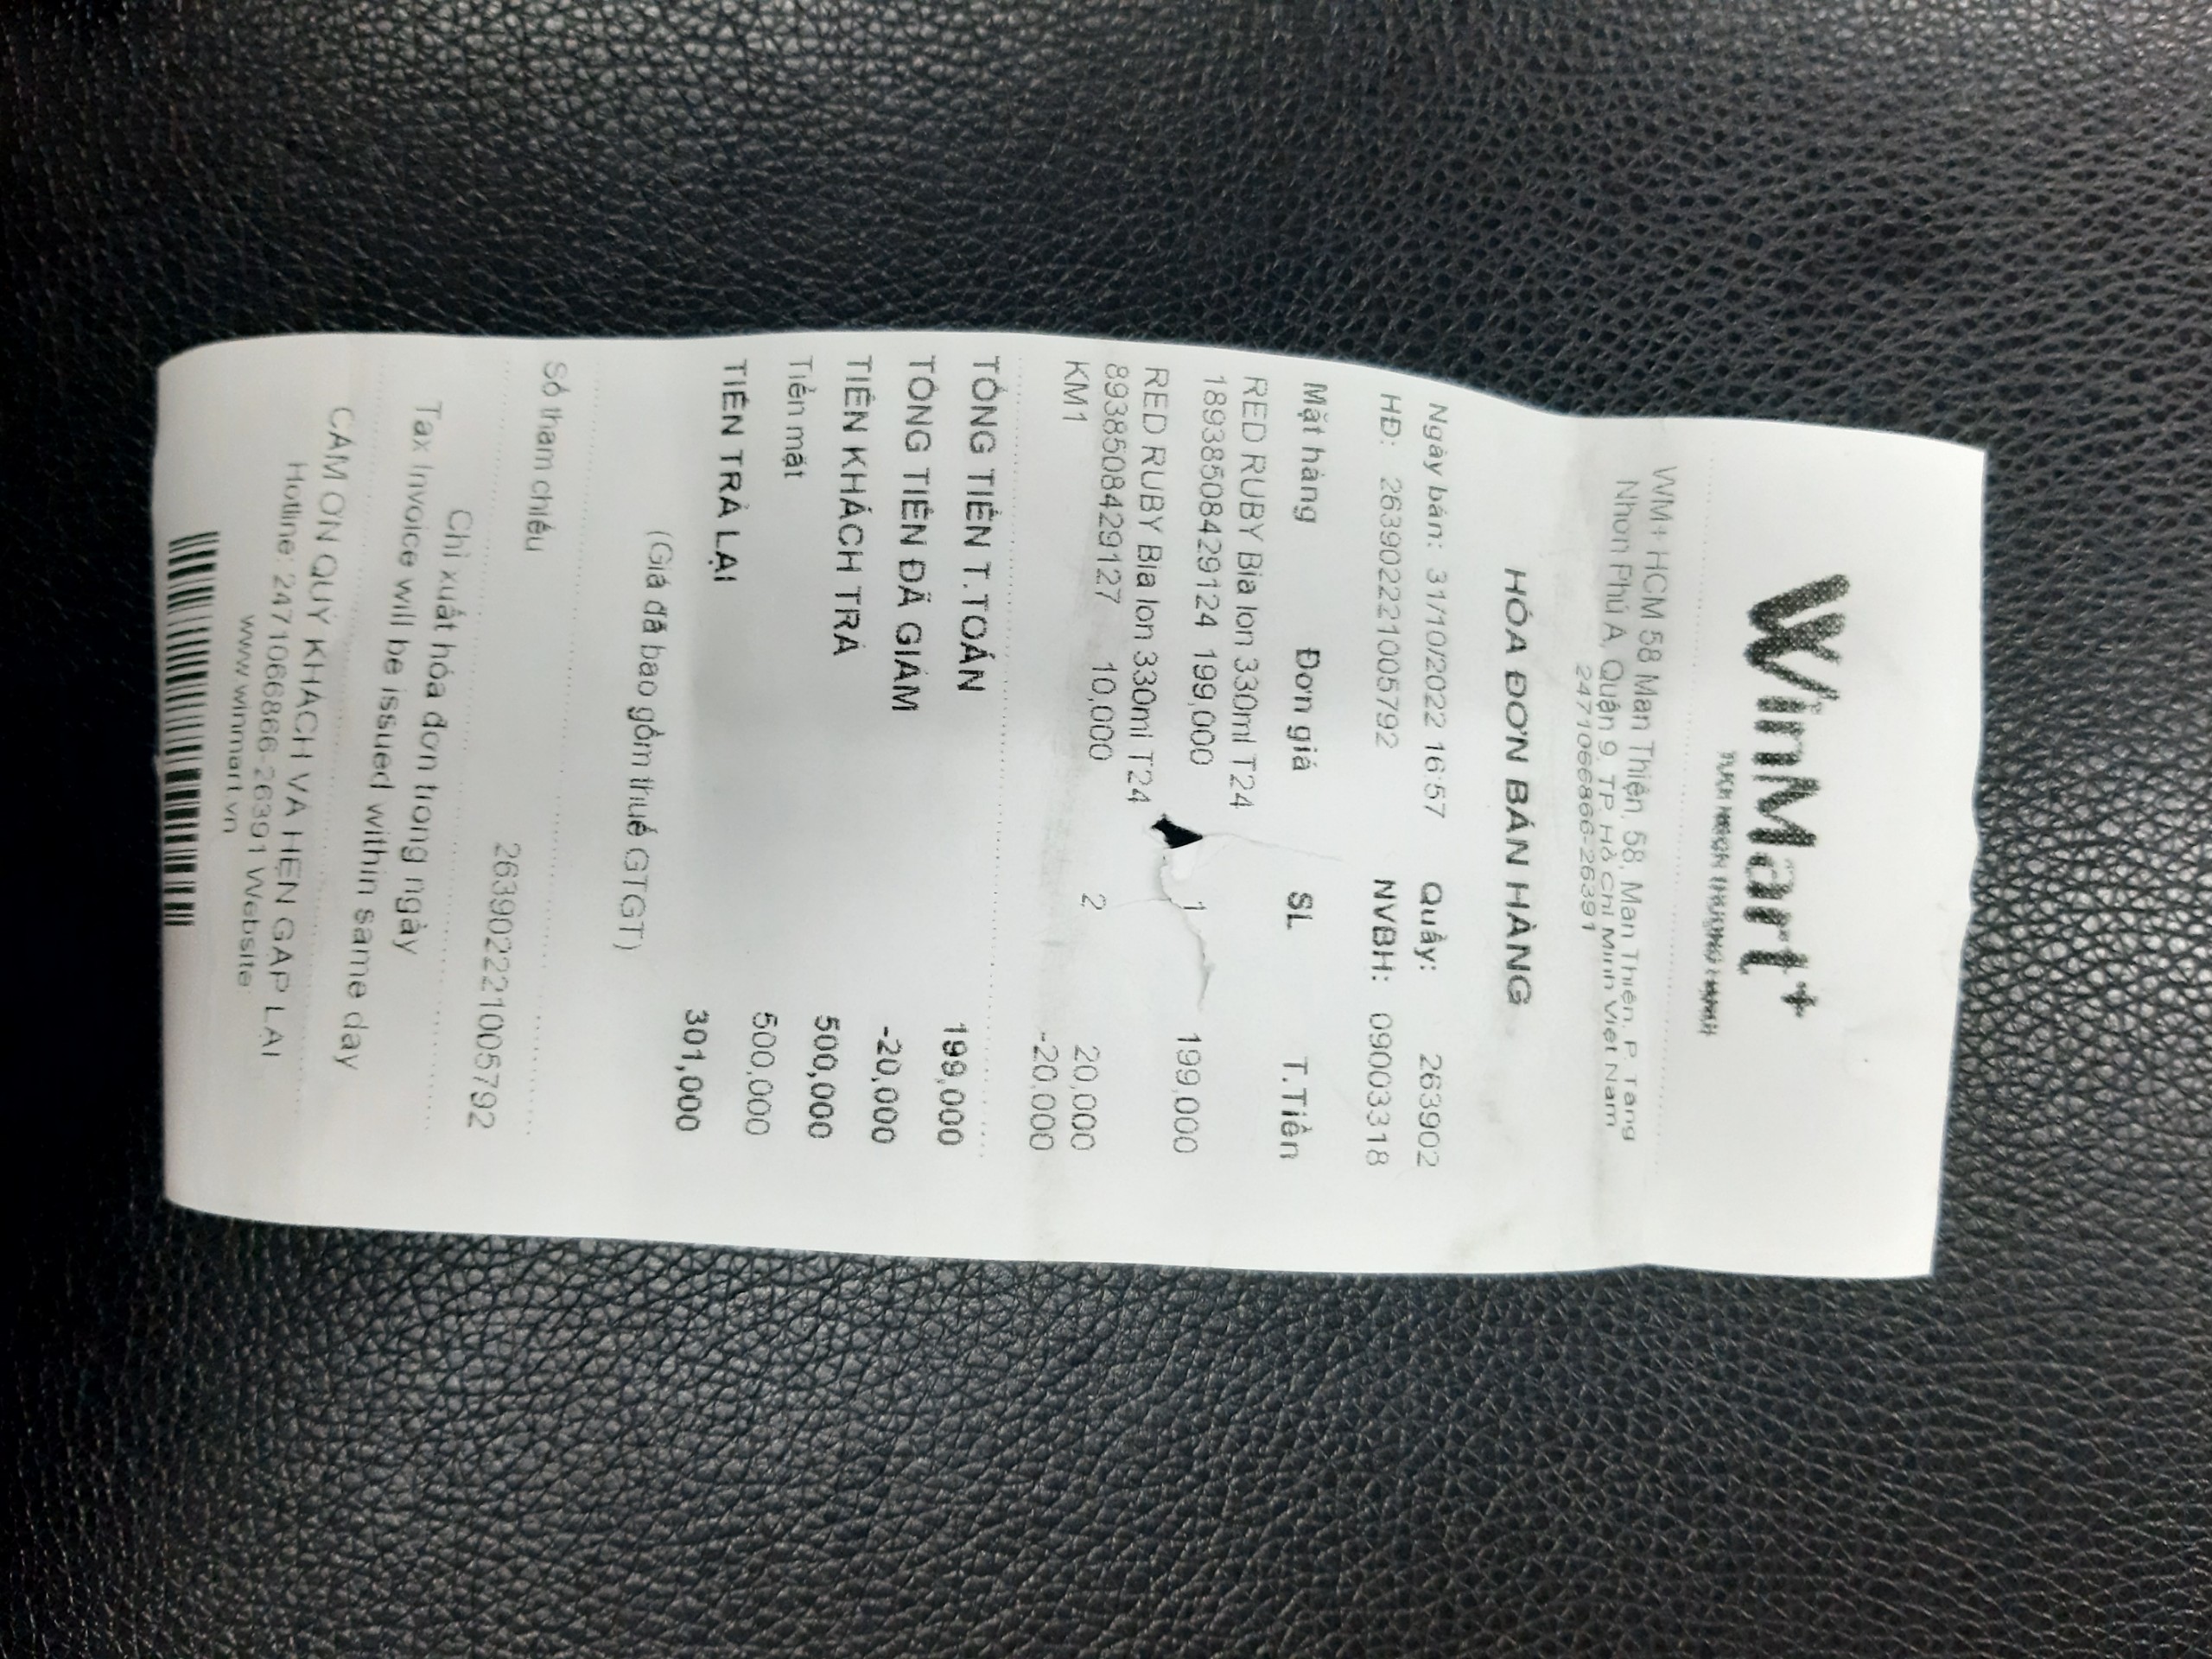 WinMart+
TƯƠI NGON THƯỢNG HẠNG
WM+ HCM 58 Man Thiện, 58, Man Thiện, P. Tăng
Nhơn Phú A, Quận 9, TP. Hồ Chí Minh Việt Nam
2471066866-26391
HÓA ĐƠN BÁN HÀNG
Ngày bán: 31/10/2022 16:57 Quầy: 263902
HĐ: 263902221005792 NVBH: 09003318
Mặt hàng Đơn giá SL T.Tiền
RED RUBY Bia lon 330ml T24
18938508429124 199,000 1 199,000
RED RUBY Bia lon 330ml T24
8938508429127 10,000 2 20,000
KM1 -20,000
TỔNG TIỀN T.TOÁN 199,000
TỔNG TIỀN ĐÃ GIẢM -20,000
TIỀN KHÁCH TRẢ 500,000
Tiền mặt 500,000
TIỀN TRẢ LẠI 301,000
(Giá đã bao gồm thuế GTGT)
Số tham chiếu 263902221005792
Chỉ xuất hóa đơn trong ngày
Tax Invoice will be issued within same day
CẢM ƠN QUÝ KHÁCH VÀ HẸN GẶP LẠI
Hotline: 2471066866-26391 Website:
www.winmart.vn